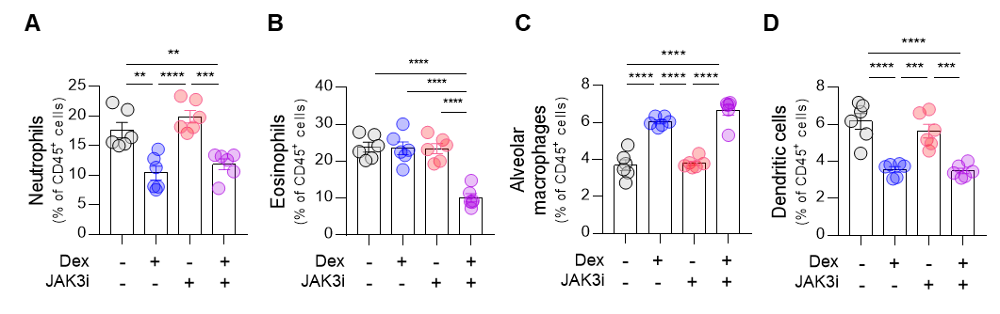 A
B
C
D
** 
** **** ***
Neutrophils
(% of CD45+ cells)
25
20
15
10
5
0
Dex - + - +
JAK3i - - + +
****
****
****
Eosinophils
(% of CD45+ cells)
40
30
20
10
0
Dex - + - +
JAK3i - - + +
****
**** **** ****
Alveolar
macrophages
(% of CD45+ cells)
8
6
4
2
0
Dex - + - +
JAK3i - - + +
****
**** *** ***
Dendritic cells
(% of CD45+ cells)
8
6
4
2
0
Dex - + - +
JAK3i - - + +